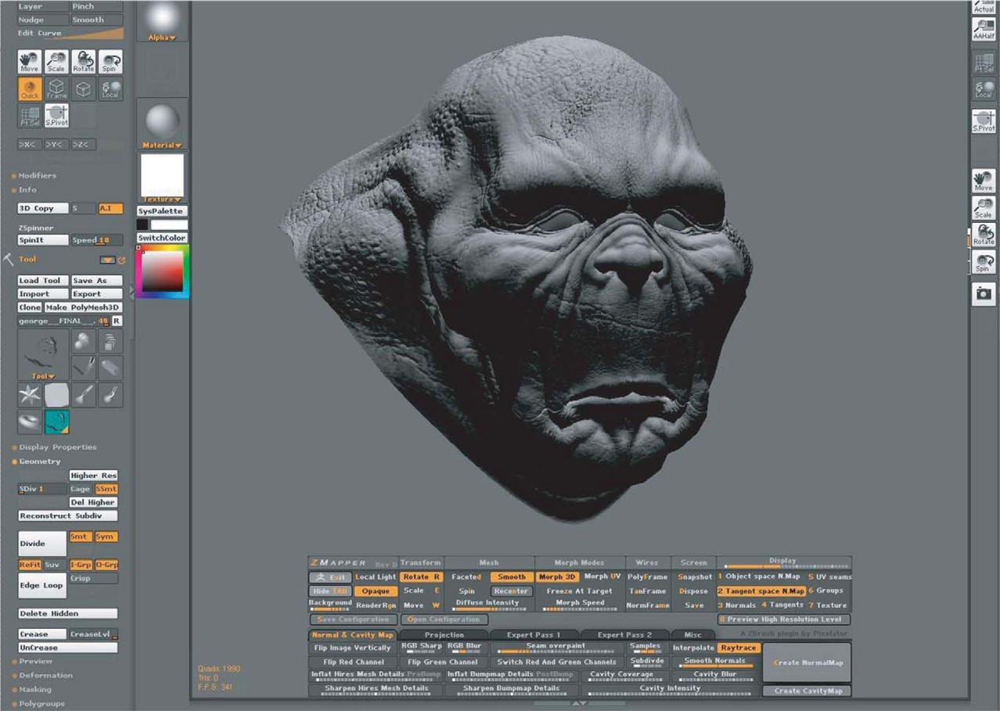 Layer Pinch
Nudge Smooth
Edit Curve
Move Scale Rotate Spin
Quick Frame Local
Pt Sel S.Pivot
>X< >Y< >Z<
Modifiers
Info
3D Copy S A.I
ZSpinner
SpinIt Speed 10
Tool
Load Tool Save As
Import Export
Clone Make PolyMesh3D
george__FINAL__. 48 R
Tool
Display Properties
Geometry
Higher Res
SDiv 1 Cage SSmt
Del Higher
Reconstruct Subdiv
Divide Smt Sym
ReFit Suv I-Grp O-Grp
Edge Loop Crisp
Delete Hidden
Crease CreaseLvl
UnCrease
Preview
Deformation
Masking
Polygroups
Alpha
Material
Texture
SysPalette
SwitchColor
Quads: 1990
Tris: 0
F.P.S: 341
ZMAPPER Rev D Transform Mesh Morph Modes Wires Screen Display
Exit Local Light Rotate R Faceted Smooth Morph 3D Morph UV PolyFrame Snapshot 1 Object space N.Map 5 UV seams
Hide TAB Opaque Scale E Spin Recenter Freeze At Target TanFrame Dispose 2 Tangent space N.Map 6 Groups
Background RenderRgn Move W Diffuse Intensity Morph Speed NormFrame Save 3 Normals 4 Tangents 7 Texture
Save Configuration Open Configuration 8 Preview High Resolution Level
Normal & Cavity Map Projection Expert Pass 1 Expert Pass 2 Misc A ZBrush plugin by Pixolator
Flip Image Vertically RGB Sharp RGB Blur Seam overpaint Samples Interpolate Raytrace
Flip Red Channel Flip Green Channel Switch Red And Green Channels Subdivde Smooth Normals Create NormalMap
Inflat Hires Mesh Details PreBump Inflat Bumpmap Details PostBump Cavity Coverage Cavity Blur
Sharpen Hires Mesh Details Sharpen Bumpmap Details Cavity Intensity Create CavityMap
Actual
AAHalf
Pt Sel
Local
S.Pivot
Move
Scale
Rotate
Spin